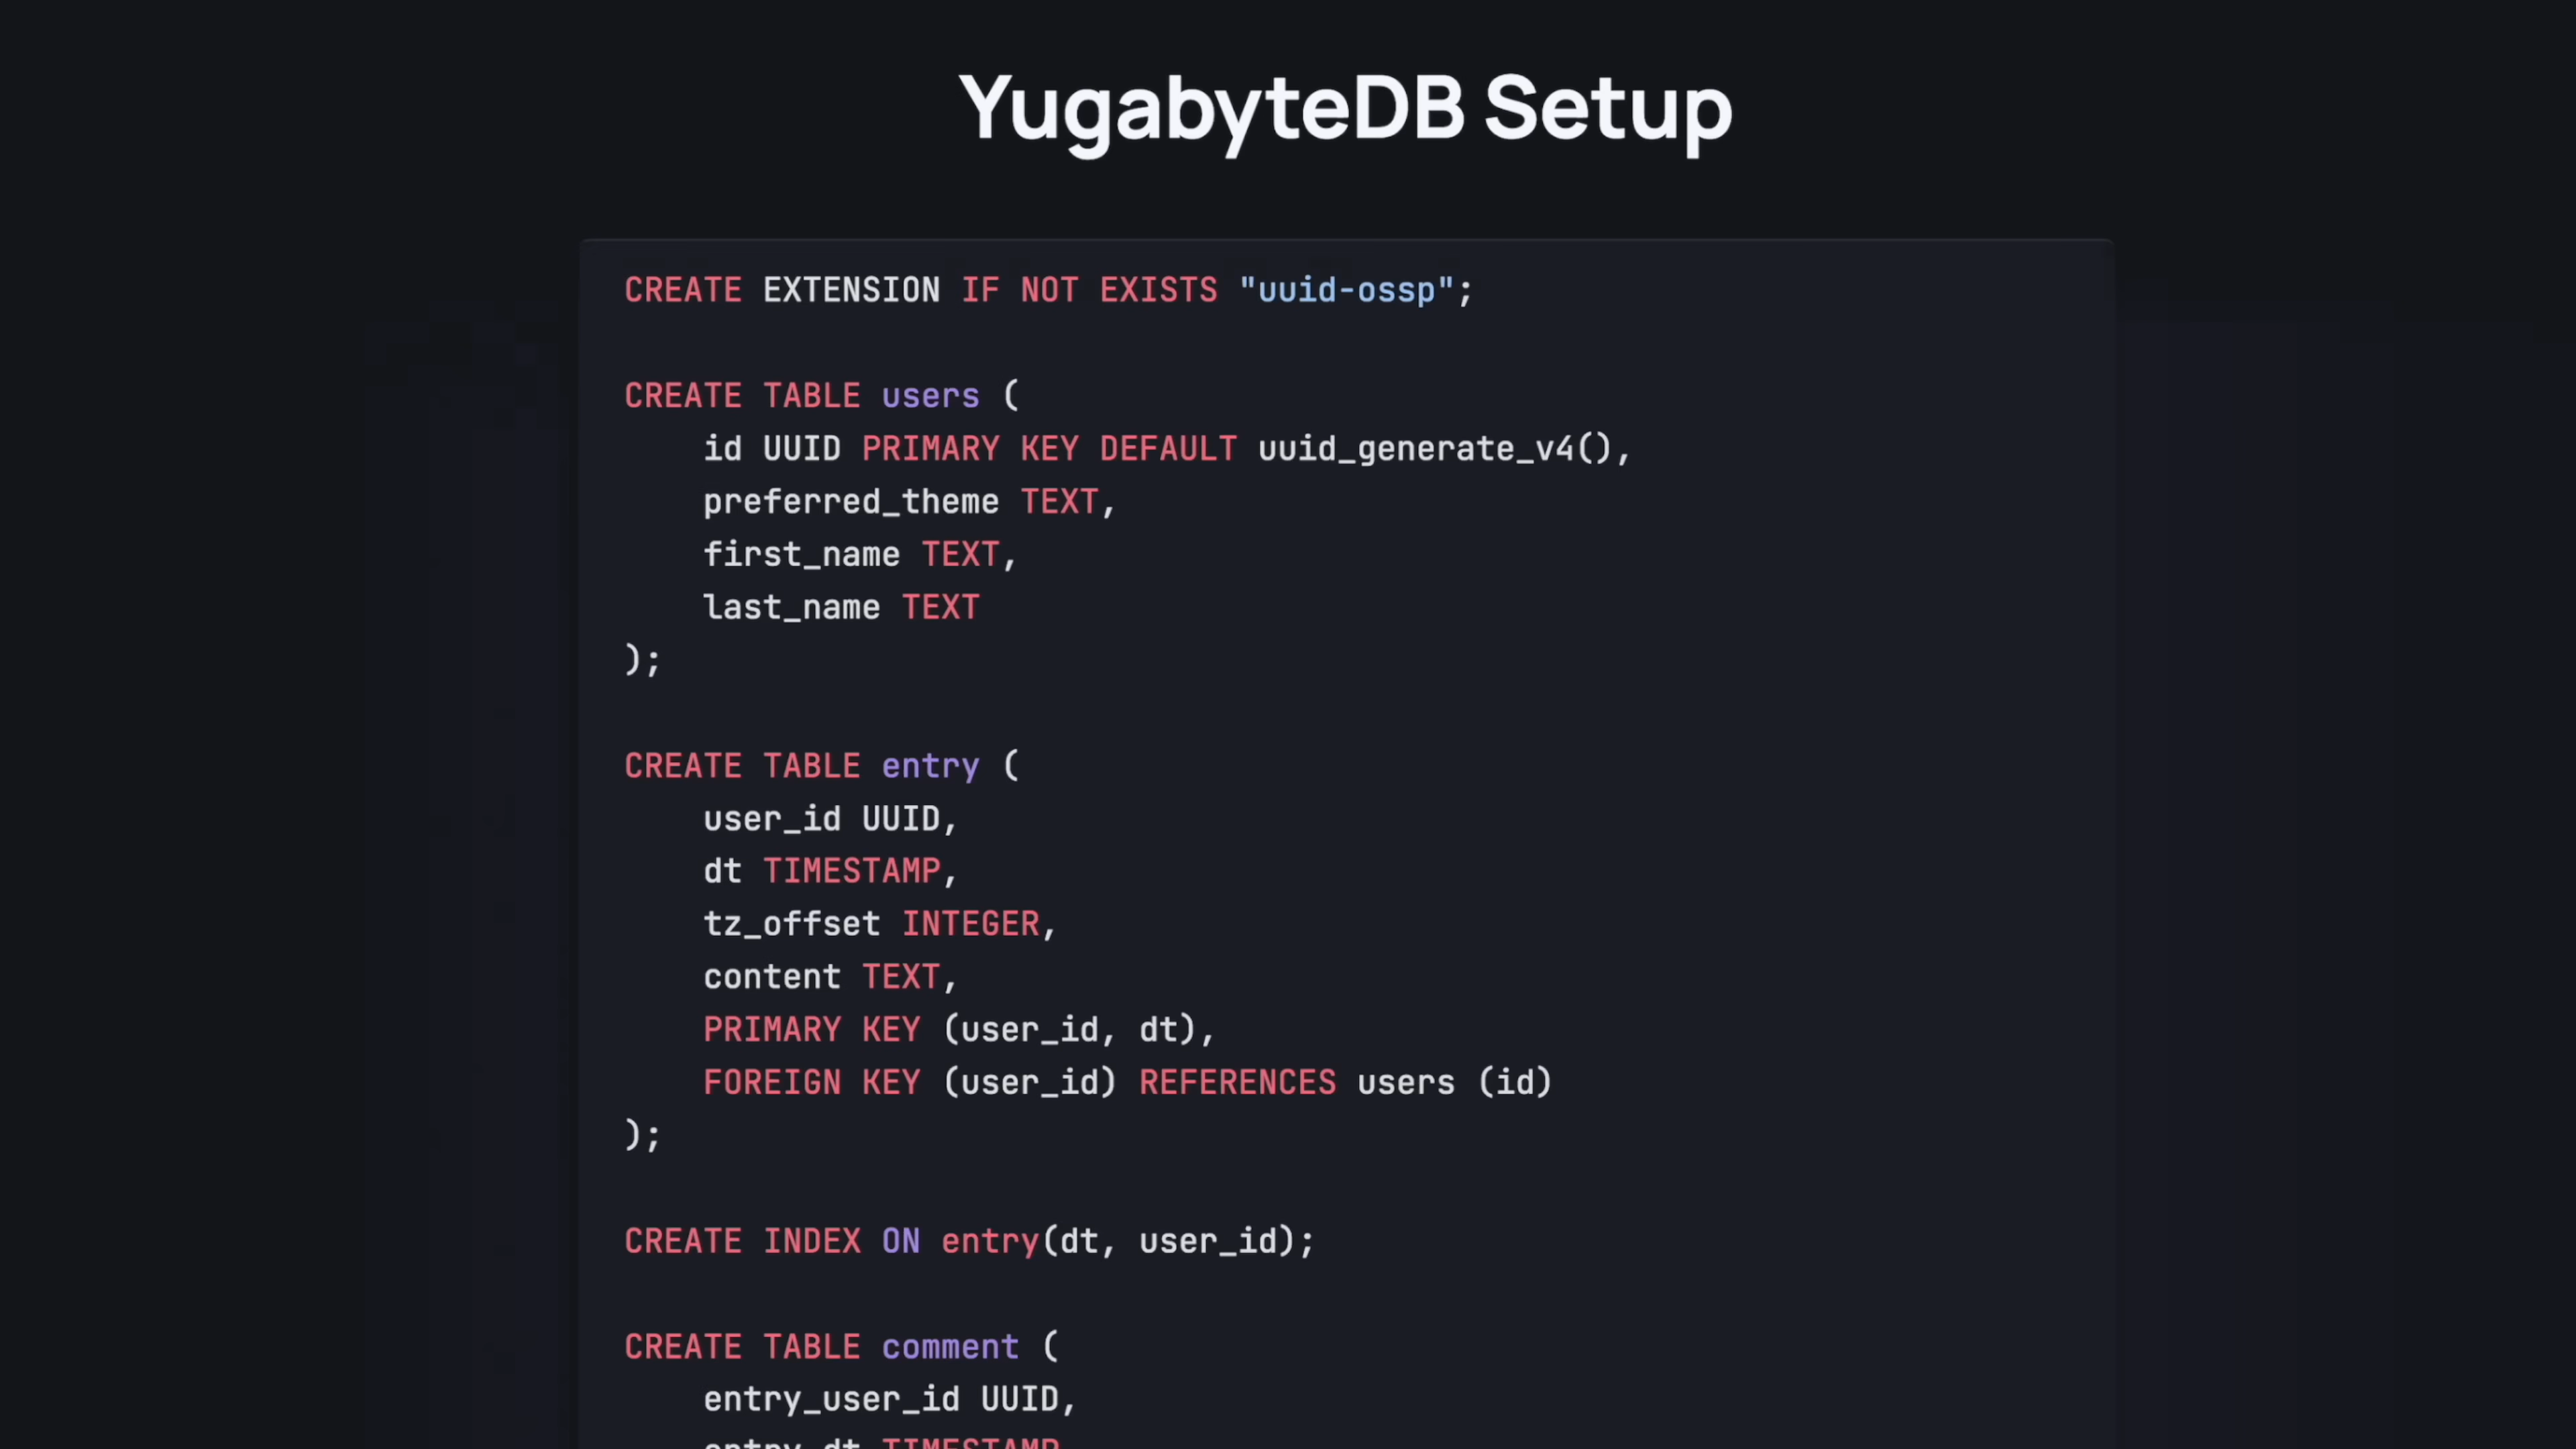 YugabyteDB Setup
CREATE EXTENSION IF NOT EXISTS "uuid-ossp";
CREATE TABLE users (
    id UUID PRIMARY KEY DEFAULT uuid_generate_v4(),
    preferred_theme TEXT,
    first_name TEXT,
    last_name TEXT
);
CREATE TABLE entry (
    user_id UUID,
    dt TIMESTAMP,
    tz_offset INTEGER,
    content TEXT,
    PRIMARY KEY (user_id, dt),
    FOREIGN KEY (user_id) REFERENCES users (id)
);
CREATE INDEX ON entry(dt, user_id);
CREATE TABLE comment (
    entry_user_id UUID,
    entry_dt TIMESTAMP